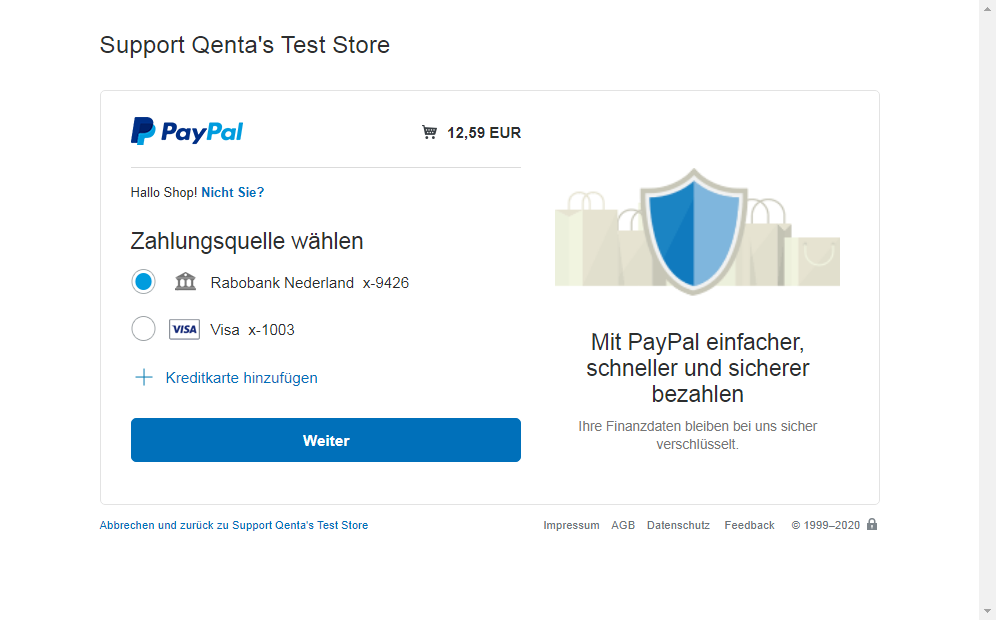 Support Qenta's Test Store
PayPal
12,59 EUR
Hallo Shop! Nicht Sie?
Zahlungsquelle wählen
Rabobank Nederland x-9426
VISA Visa x-1003
Kreditkarte hinzufügen
Weiter
Mit PayPal einfacher,
schneller und sicherer
bezahlen
Ihre Finanzdaten bleiben bei uns sicher
verschlüsselt.
Abbrechen und zurück zu Support Qenta's Test Store
Impressum AGB Datenschutz Feedback © 1999–2020